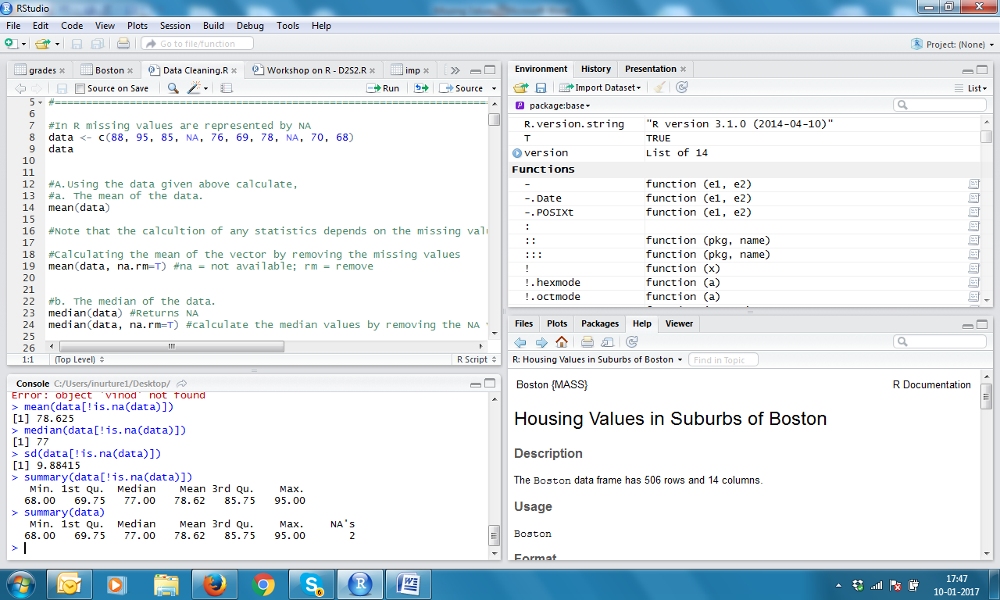 RStudio
File Edit Code View Plots Session Build Debug Tools Help
Go to file/function
Project: (None)
grades
Boston
Data Cleaning.R
Workshop on R - D2S2.R
imp
Source on Save
Run
Source
5 #======================================================================
6
7 #In R missing values are represented by NA
8 data <- c(88, 95, 85, NA, 76, 69, 78, NA, 70, 68)
9 data
10
11
12 #A.Using the data given above calculate,
13 #a. The mean of the data.
14 mean(data)
15
16 #Note that the calcultion of any statistics depends on the missing valu
17
18 #Calculating the mean of the vector by removing the missing values
19 mean(data, na.rm=T) #na = not available; rm = remove
20
21
22 #b. The median of the data.
23 median(data) #Returns NA
24 median(data, na.rm=T) #calculate the median values by removing the NA
25
26
1:1 (Top Level) R Script
Console C:/Users/inurture1/Desktop/
Error: object 'vinod' not found
> mean(data[!is.na(data)])
[1] 78.625
> median(data[!is.na(data)])
[1] 77
> sd(data[!is.na(data)])
[1] 9.88415
> summary(data[!is.na(data)])
Min. 1st Qu. Median Mean 3rd Qu. Max.
68.00 69.75 77.00 78.62 85.75 95.00
> summary(data)
Min. 1st Qu. Median Mean 3rd Qu. Max. NA's
68.00 69.75 77.00 78.62 85.75 95.00 2
>
Environment History Presentation
Import Dataset
List
package:base
R.version.string "R version 3.1.0 (2014-04-10)"
T TRUE
version List of 14
Functions
- function (e1, e2)
-.Date function (e1, e2)
-.POSIXt function (e1, e2)
:
:: function (pkg, name)
::: function (pkg, name)
! function (x)
!.hexmode function (a)
!.octmode function (a)
Files Plots Packages Help Viewer
R: Housing Values in Suburbs of Boston
Find in Topic
Boston {MASS} R Documentation
Housing Values in Suburbs of Boston
Description
The Boston data frame has 506 rows and 14 columns.
Usage
Boston
Format
6
17:47
10-01-2017